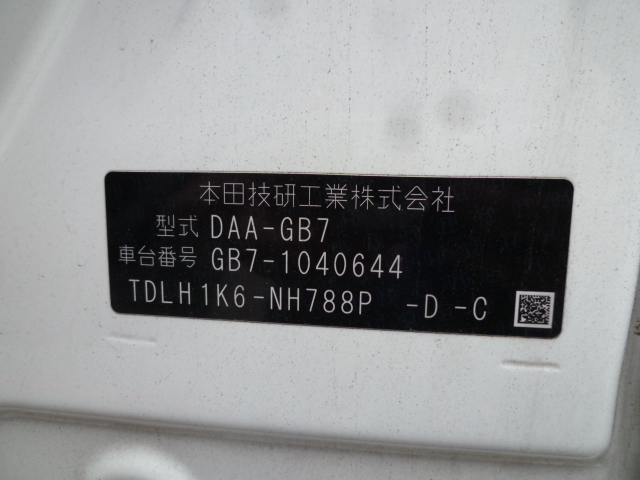 本田技研工業株式会社
型式 DAA-GB7
車台番号 GB7-1040644
TDLH1K6-NH788P -D -C